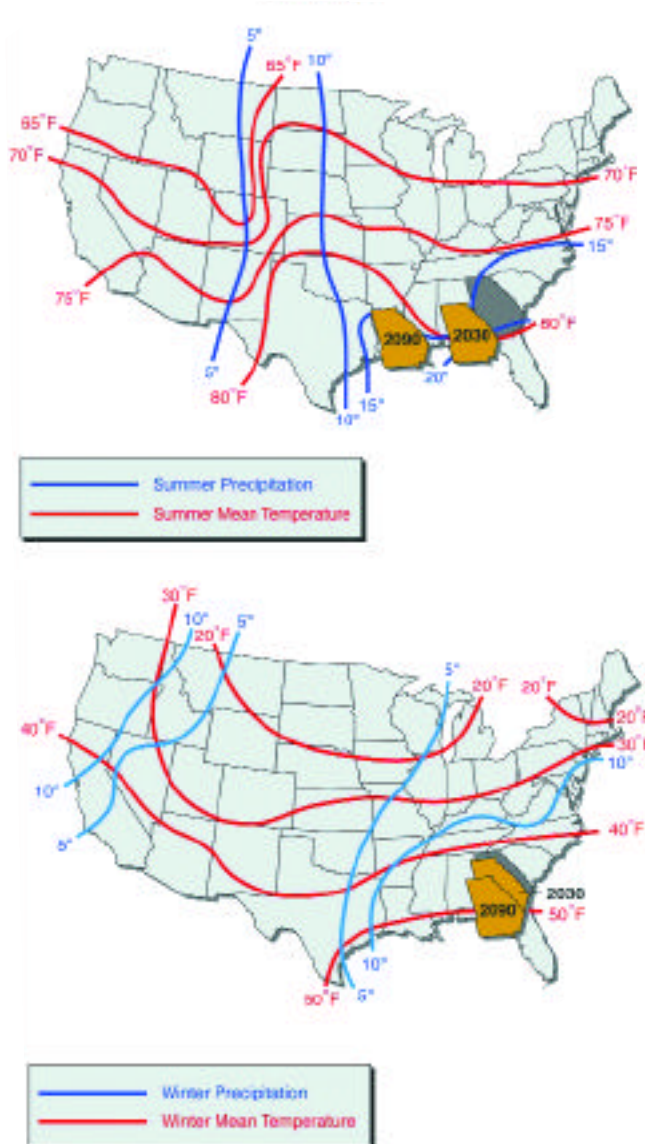 5"
65°F
10"
65°F
70°F
70°F
75°F
15"
75°F
2090
2030
80°F
5"
80°F
15"
20"
10"
Summer Precipitation
Summer Mean Temperature
30°F
10"
5"
20°F
5"
20°F
20°F
20°F
40°F
30°F
10"
10"
5"
40°F
2030
2090
50°F
10"
50°F
5"
Winter Precipitation
Winter Mean Temperature